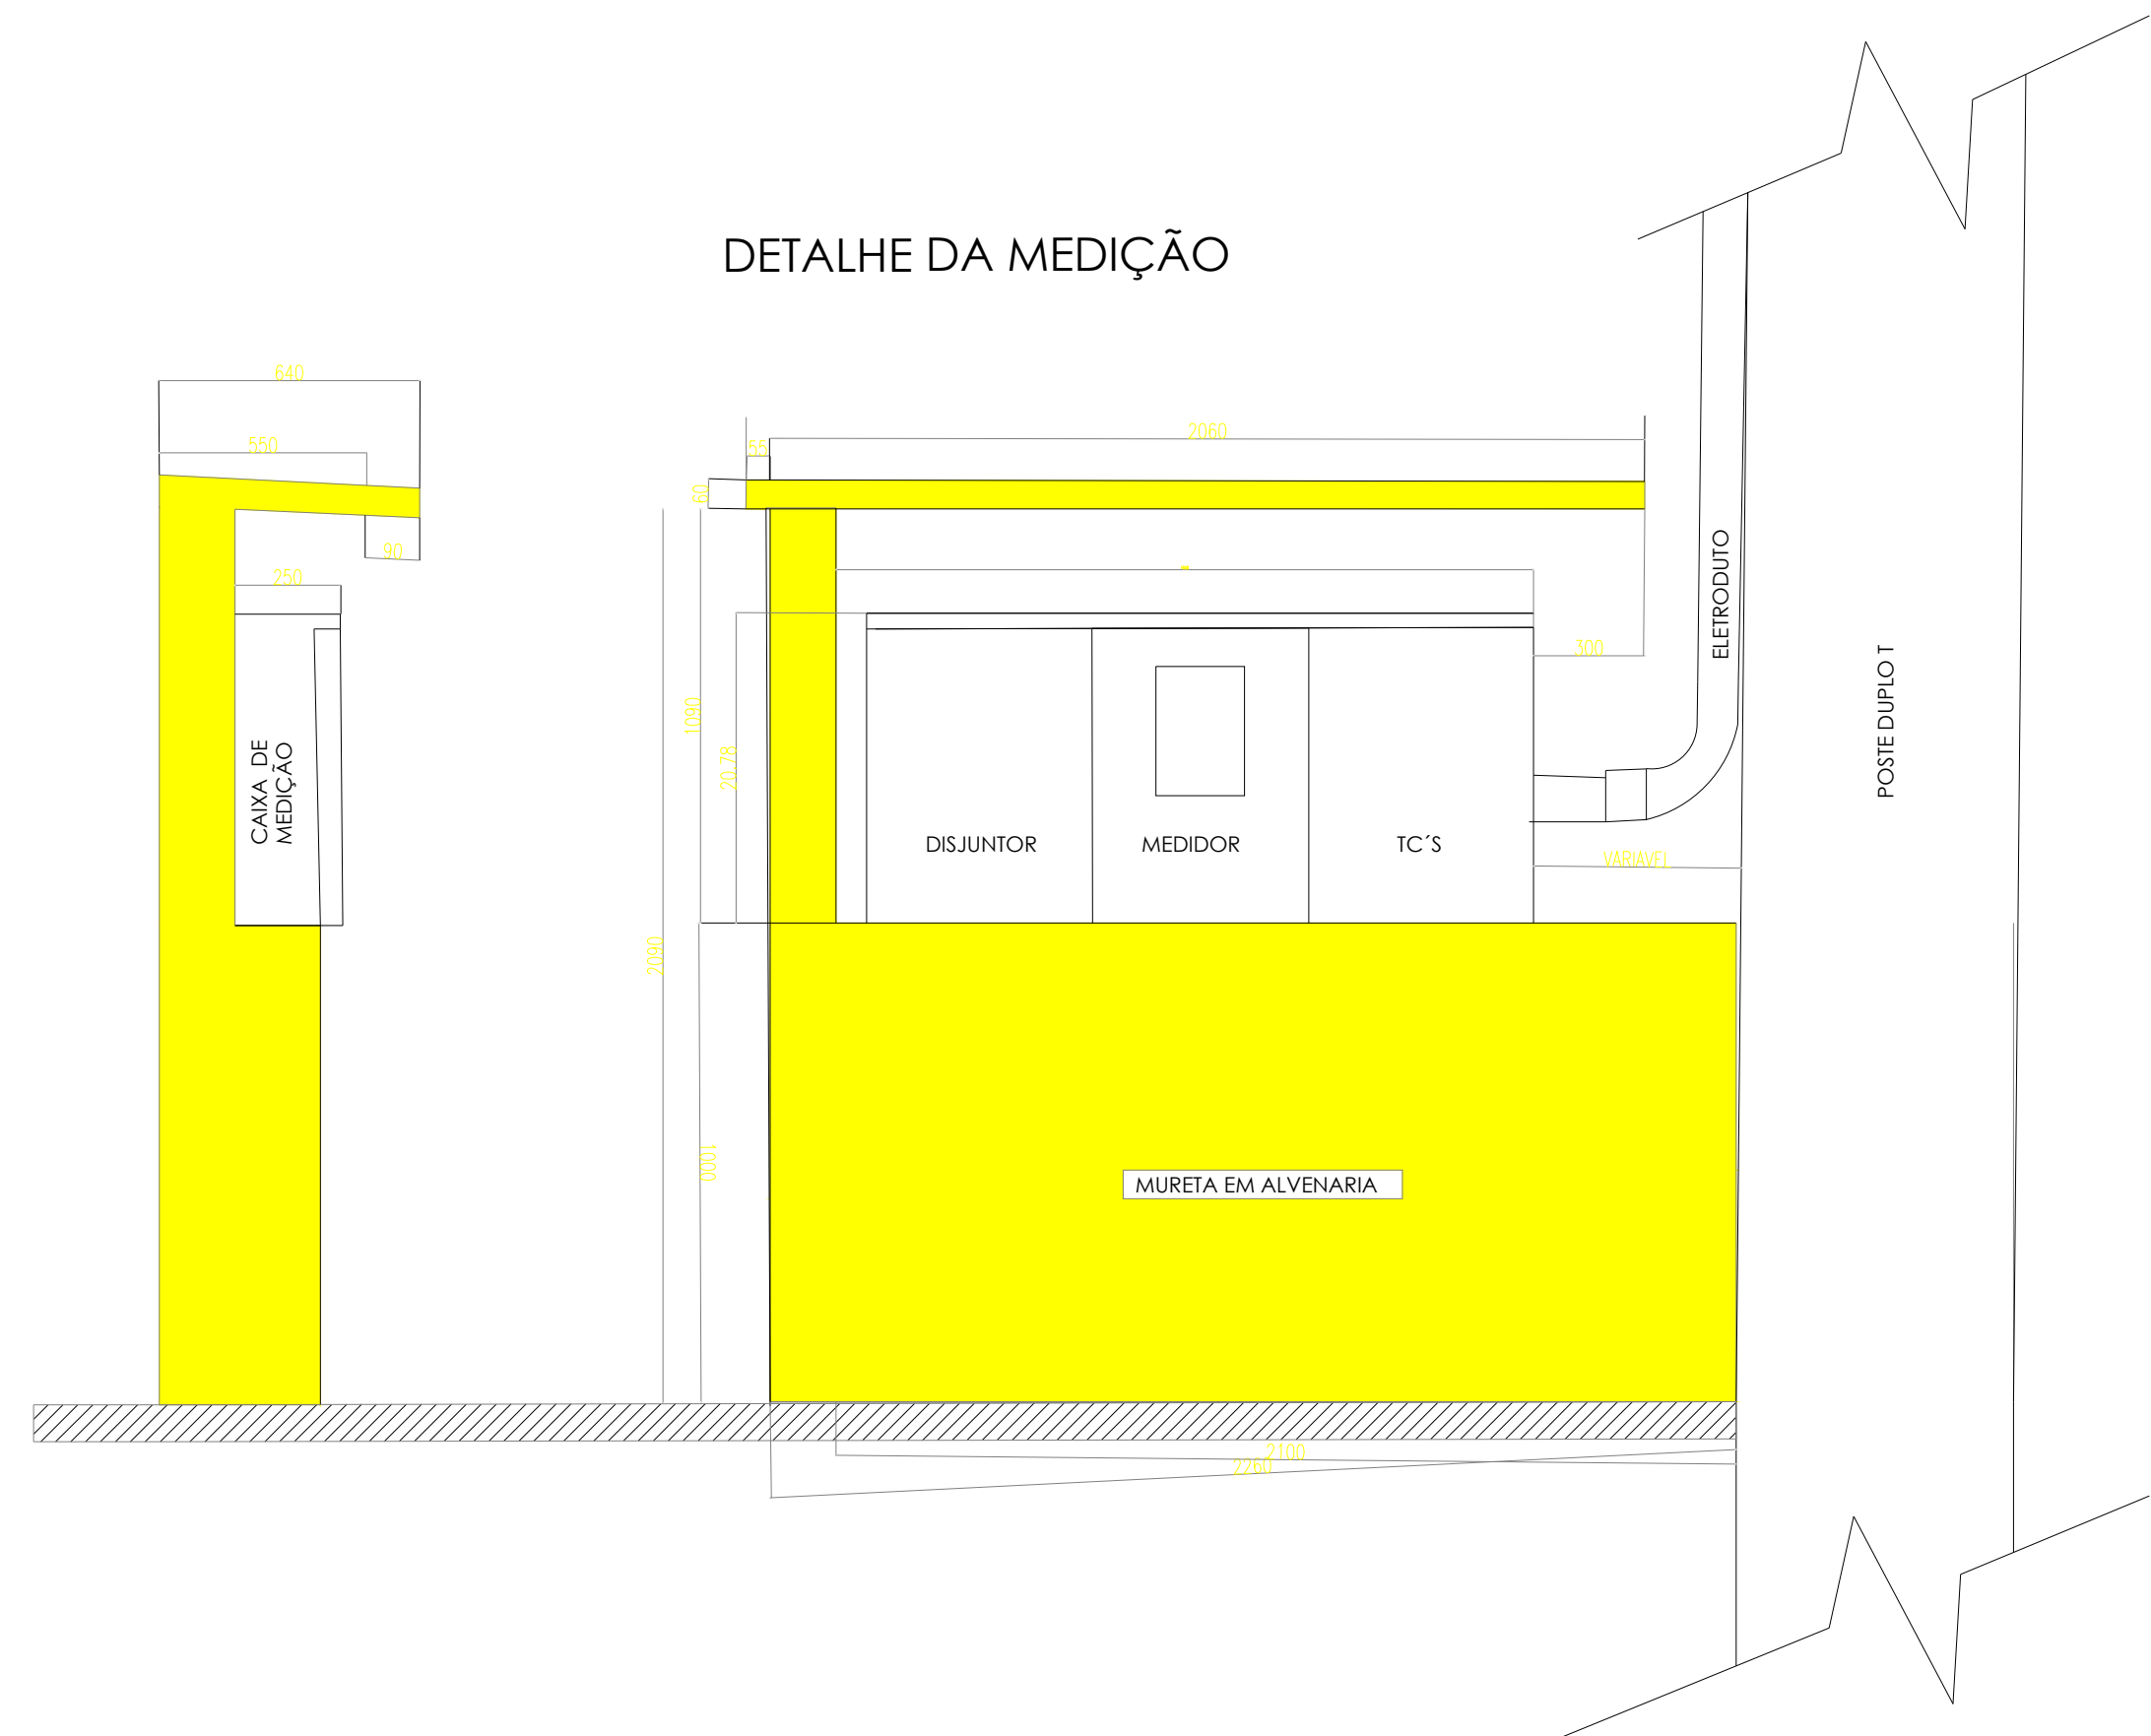 DETALHE DA MEDIÇÃO
640
550
2060
55
60
90
250
300
ELETRODUTO
POSTE DUPLO T
1090
20.78
CAIXA DE
MEDIÇÃO
DISJUNTOR
MEDIDOR
TC´S
VARIAVEL
2090
1000
MURETA EM ALVENARIA
2100
2260